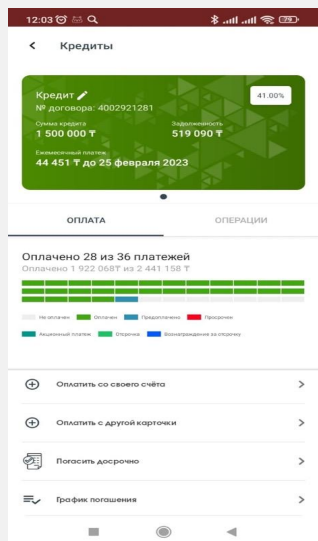 12:03
79
Кредиты
Кредит
41.00%
№ договора: 4002921281
Сумма кредита Задолженность
1 500 000 ₸ 519 090 ₸
Ежемесячный платеж
44 451 ₸ до 25 февраля 2023
ОПЛАТА ОПЕРАЦИИ
Оплачено 28 из 36 платежей
Оплачено 1 922 068₸ из 2 441 158 ₸
Не оплачен Оплачен Предоплачено Просрочен
Акционный платеж Отсрочка Вознаграждение за отсрочку
Оплатить со своего счёта
Оплатить с другой карточки
Погасить досрочно
График погашения